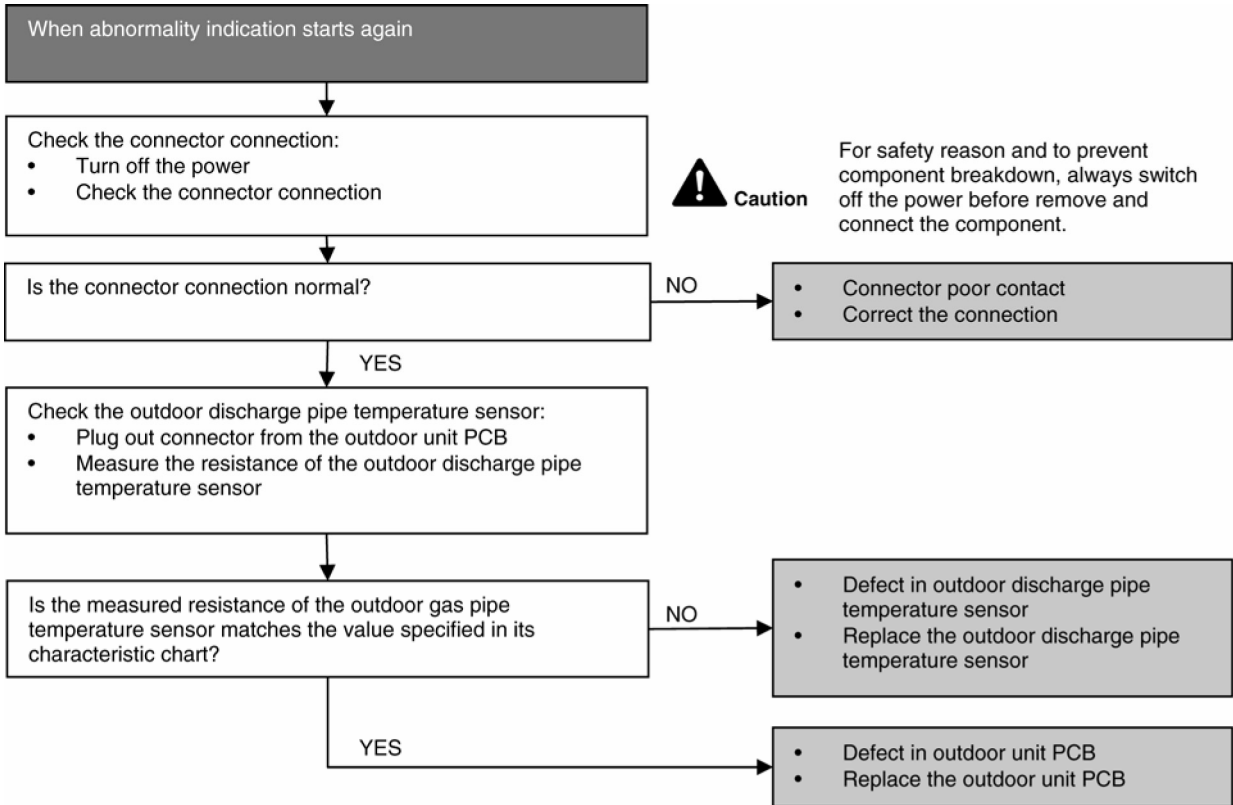 When abnormality indication starts again
Check the connector connection:
• Turn off the power
• Check the connector connection
Caution
For safety reason and to prevent
component breakdown, always switch
off the power before remove and
connect the component.
Is the connector connection normal?
NO
• Connector poor contact
• Correct the connection
YES
Check the outdoor discharge pipe temperature sensor:
• Plug out connector from the outdoor unit PCB
• Measure the resistance of the outdoor discharge pipe
temperature sensor
Is the measured resistance of the outdoor gas pipe
temperature sensor matches the value specified in its
characteristic chart?
NO
• Defect in outdoor discharge pipe
temperature sensor
• Replace the outdoor discharge pipe
temperature sensor
YES
• Defect in outdoor unit PCB
• Replace the outdoor unit PCB